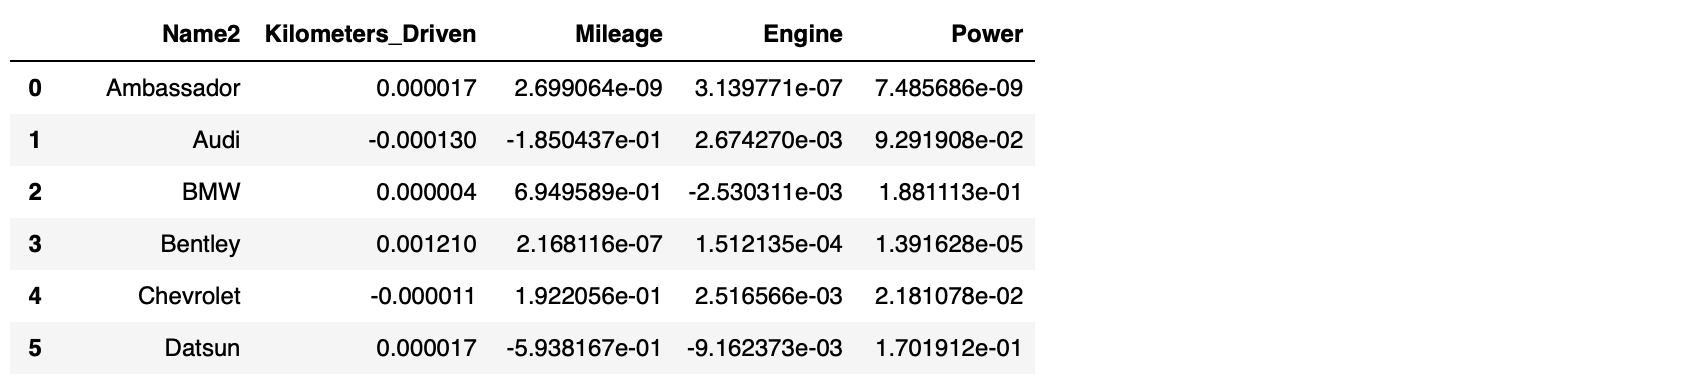 Name2 Kilometers_Driven Mileage Engine Power
0 Ambassador 0.000017 2.699064e-09 3.139771e-07 7.485686e-09
1 Audi -0.000130 -1.850437e-01 2.674270e-03 9.291908e-02
2 BMW 0.000004 6.949589e-01 -2.530311e-03 1.881113e-01
3 Bentley 0.001210 2.168116e-07 1.512135e-04 1.391628e-05
4 Chevrolet -0.000011 1.922056e-01 2.516566e-03 2.181078e-02
5 Datsun 0.000017 -5.938167e-01 -9.162373e-03 1.701912e-01